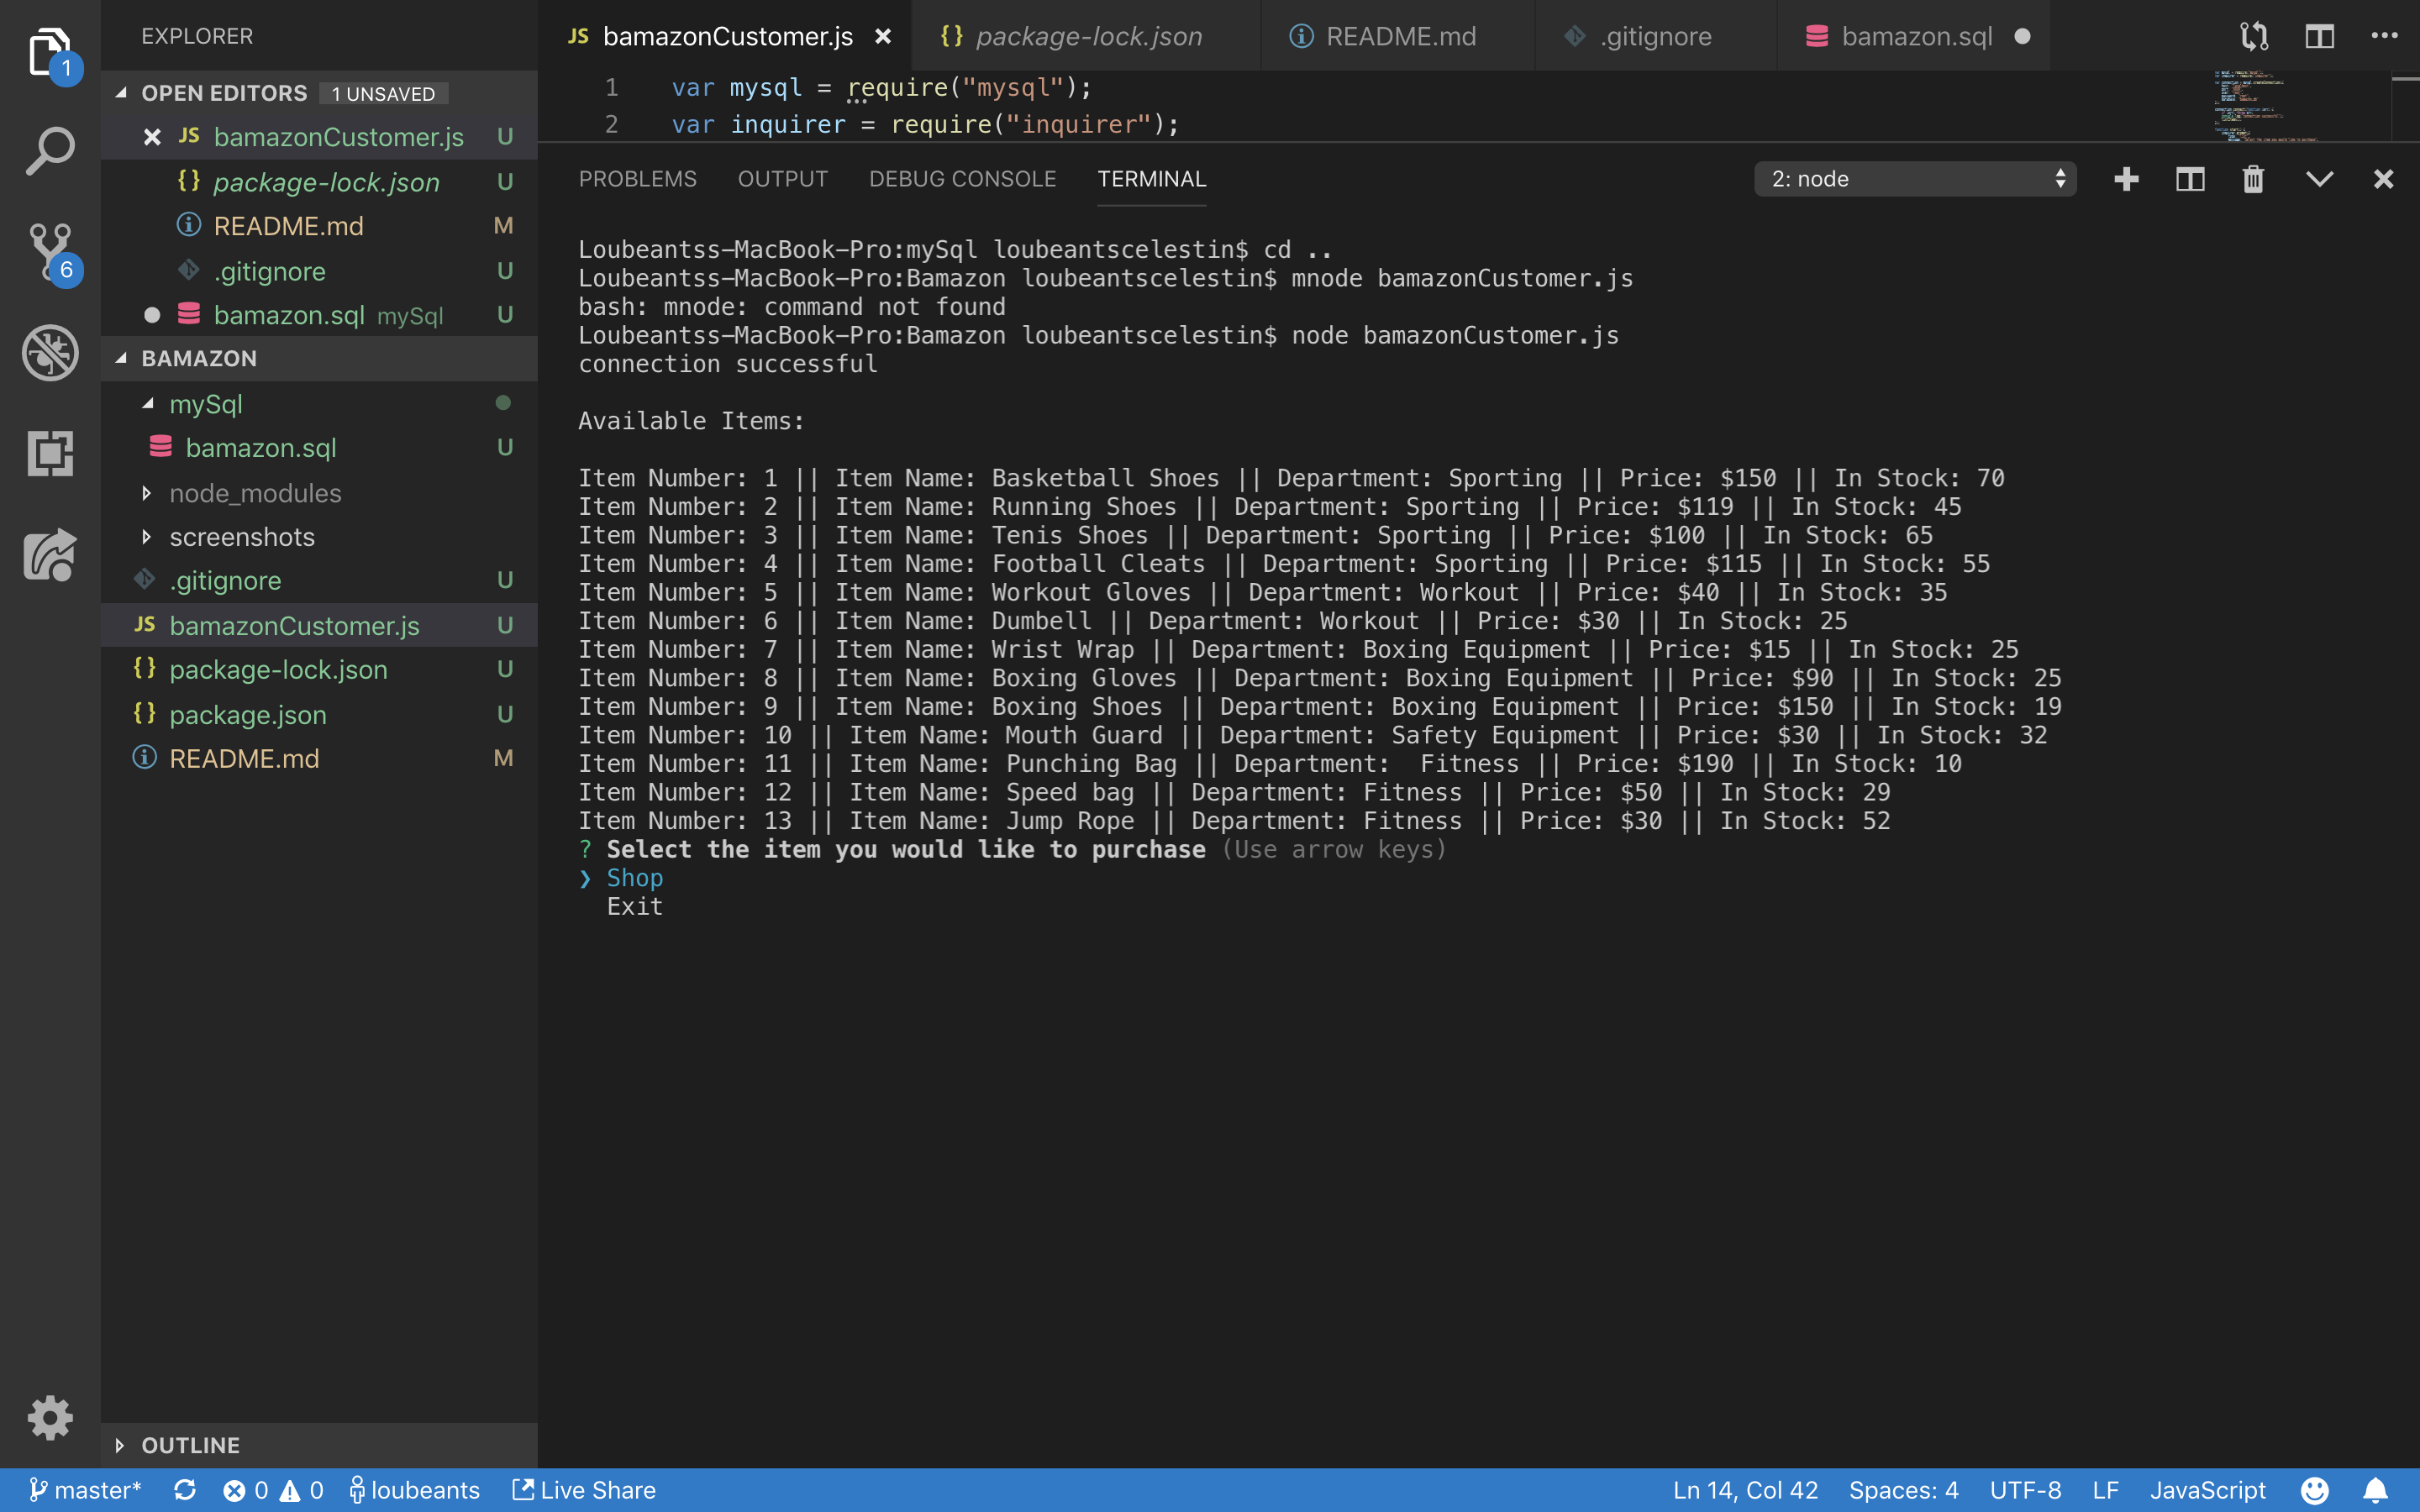 EXPLORER
1
OPEN EDITORS 1 UNSAVED
JS bamazonCustomer.js U
{} package-lock.json U
README.md M
.gitignore U
bamazon.sql mySql U
6
BAMAZON
mySql
bamazon.sql U
node_modules
screenshots
.gitignore U
JS bamazonCustomer.js U
{} package-lock.json U
{} package.json U
README.md M
OUTLINE
JS bamazonCustomer.js {} package-lock.json README.md .gitignore bamazon.sql
1 var mysql = require("mysql");
2 var inquirer = require("inquirer");
PROBLEMS OUTPUT DEBUG CONSOLE TERMINAL 2: node
Loubeantss-MacBook-Pro:mySql loubeantscelestin$ cd ..
Loubeantss-MacBook-Pro:Bamazon loubeantscelestin$ mnode bamazonCustomer.js
bash: mnode: command not found
Loubeantss-MacBook-Pro:Bamazon loubeantscelestin$ node bamazonCustomer.js
connection successful
Available Items:
Item Number: 1 || Item Name: Basketball Shoes || Department: Sporting || Price: $150 || In Stock: 70
Item Number: 2 || Item Name: Running Shoes || Department: Sporting || Price: $119 || In Stock: 45
Item Number: 3 || Item Name: Tenis Shoes || Department: Sporting || Price: $100 || In Stock: 65
Item Number: 4 || Item Name: Football Cleats || Department: Sporting || Price: $115 || In Stock: 55
Item Number: 5 || Item Name: Workout Gloves || Department: Workout || Price: $40 || In Stock: 35
Item Number: 6 || Item Name: Dumbell || Department: Workout || Price: $30 || In Stock: 25
Item Number: 7 || Item Name: Wrist Wrap || Department: Boxing Equipment || Price: $15 || In Stock: 25
Item Number: 8 || Item Name: Boxing Gloves || Department: Boxing Equipment || Price: $90 || In Stock: 25
Item Number: 9 || Item Name: Boxing Shoes || Department: Boxing Equipment || Price: $150 || In Stock: 19
Item Number: 10 || Item Name: Mouth Guard || Department: Safety Equipment || Price: $30 || In Stock: 32
Item Number: 11 || Item Name: Punching Bag || Department:  Fitness || Price: $190 || In Stock: 10
Item Number: 12 || Item Name: Speed bag || Department: Fitness || Price: $50 || In Stock: 29
Item Number: 13 || Item Name: Jump Rope || Department: Fitness || Price: $30 || In Stock: 52
? Select the item you would like to purchase (Use arrow keys)
❯ Shop
Exit
master* 0 0 loubeants Live Share Ln 14, Col 42 Spaces: 4 UTF-8 LF JavaScript